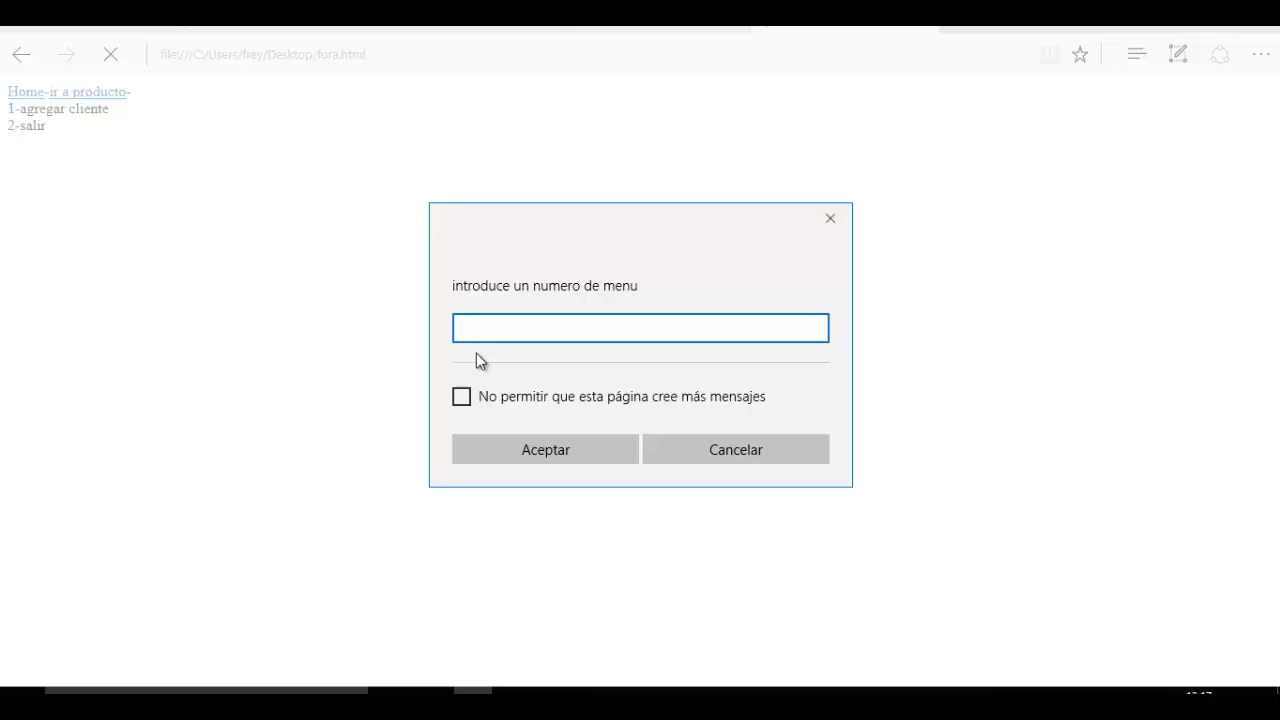 file:///C:/Users/frey/Desktop/fora.html
Home-ir a producto-
1-agregar cliente
2-salir
introduce un numero de menu
No permitir que esta página cree más mensajes
Aceptar Cancelar